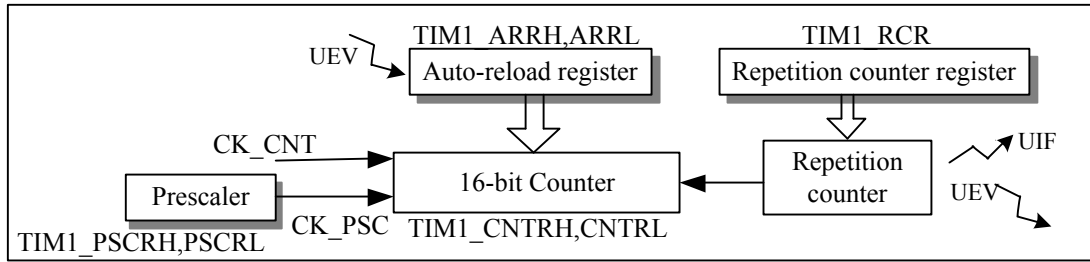 TIM1_ARRH,ARRL
TIM1_RCR
UEV
Auto-reload register
Repetition counter register
CK_CNT
16-bit Counter
Repetition
counter
UIF
UEV
Prescaler
CK_PSC
TIM1_CNTRH,CNTRL
TIM1_PSCRH,PSCRL